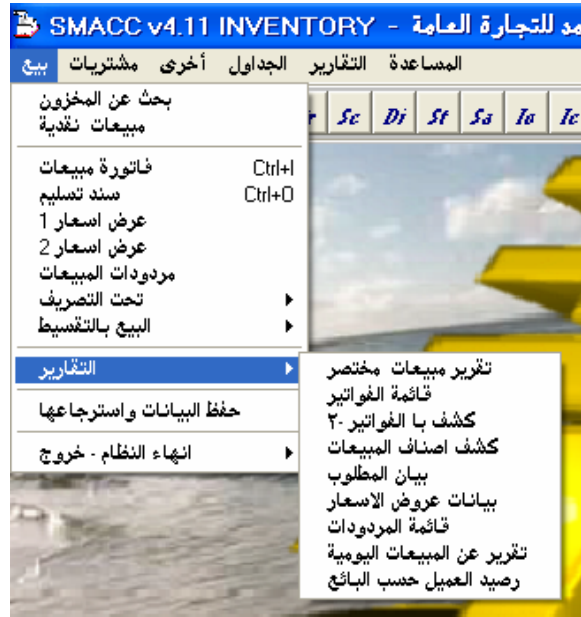 SMACC v4.11 INVENTORY - مد للتجارة العامة
بيع مشتريات أخرى الجداول التقارير المساعدة
Sc Dj St Sa Ta Tc
بحث عن المخزون
مبيعات نقدية
فاتورة مبيعات Ctrl+I
سند تسليم Ctrl+O
عرض اسعار 1
عرض اسعار 2
مردودات المبيعات
تحت التصريف
البيع بالتقسيط
التقارير
حفظ البيانات واسترجاعها
انهاء النظام - خروج
تقرير مبيعات مختصر
قائمة الفواتير
كشف با الفواتير -٢
كشف اصناف المبيعات
بيان المطلوب
بيانات عروض الاسعار
قائمة المردودات
تقرير عن المبيعات اليومية
رصيد العميل حسب البائع